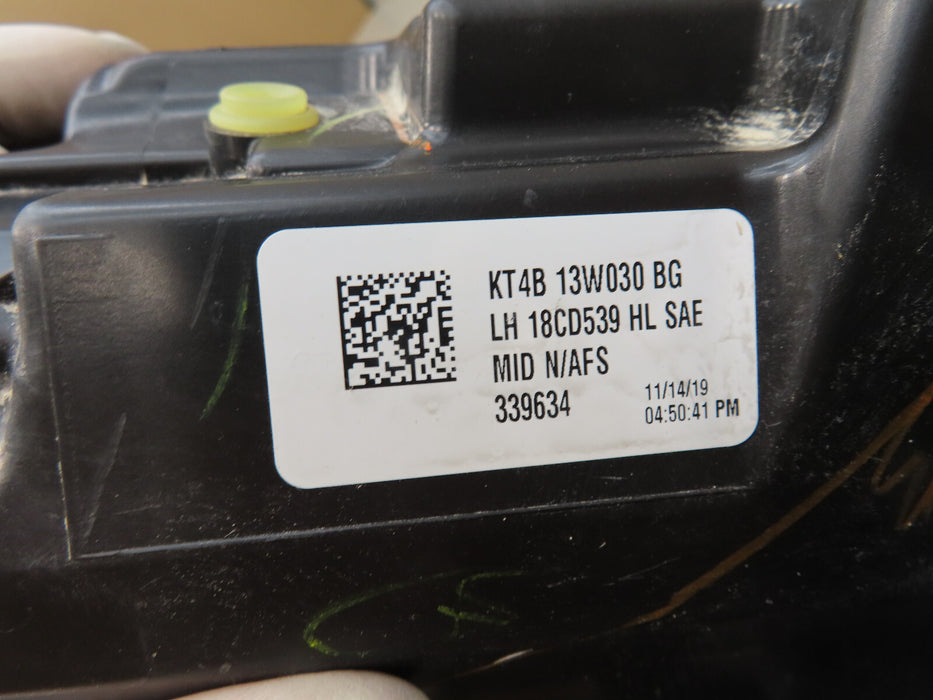 KT4B 13W030 BG
LH 18CD539 HL SAE
MID N/AFS
339634
11/14/19
04:50:41 PM